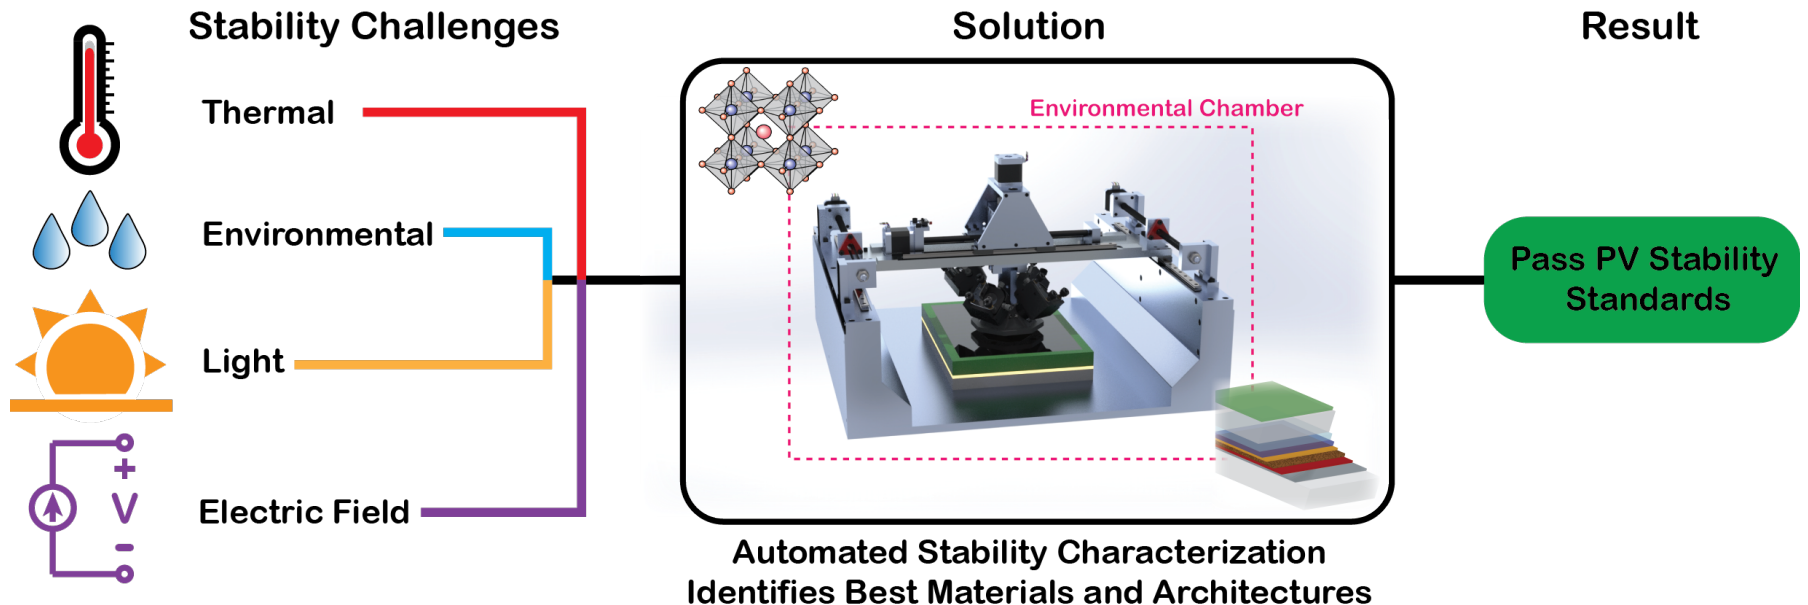 Stability Challenges
Solution
Result
Thermal
Environmental
Light
Electric Field
+
V
-
Environmental Chamber
Automated Stability Characterization
Identifies Best Materials and Architectures
Pass PV Stability
Standards